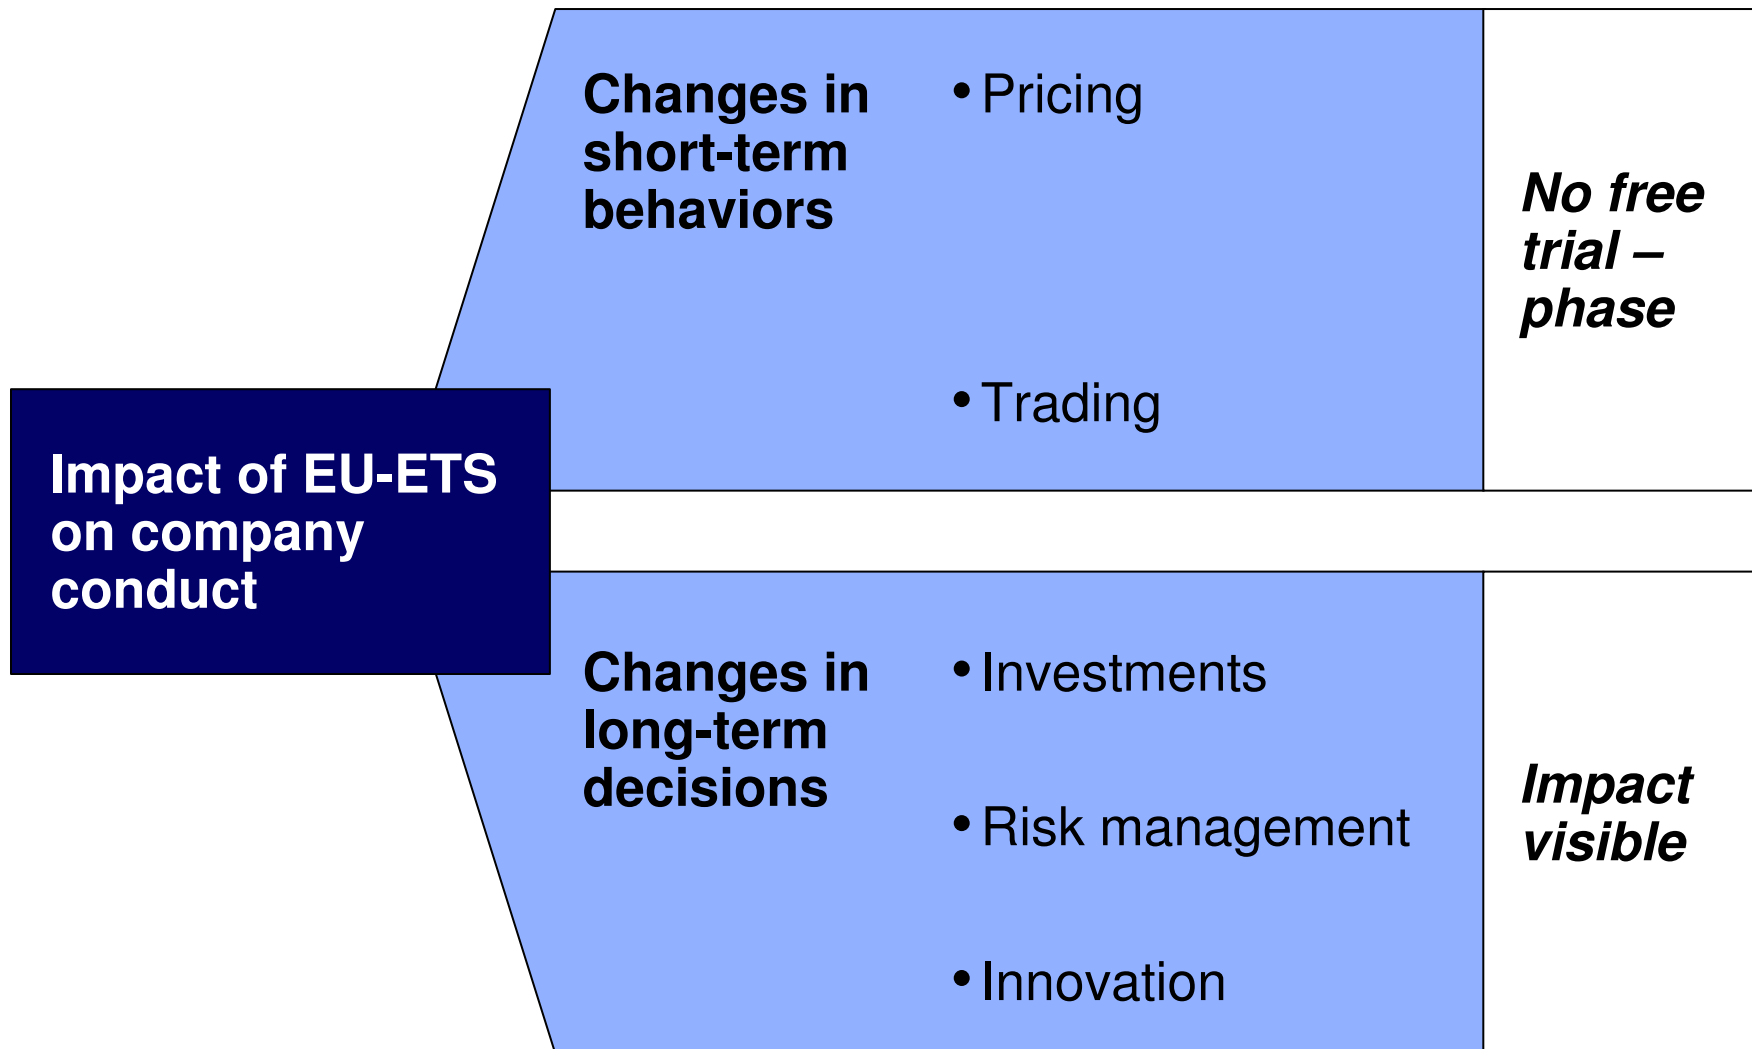 Impact of EU-ETS
on company
conduct
Changes in
short-term
behaviors
• Pricing
• Trading
No free
trial –
phase
Changes in
long-term
decisions
• Investments
• Risk management
• Innovation
Impact
visible